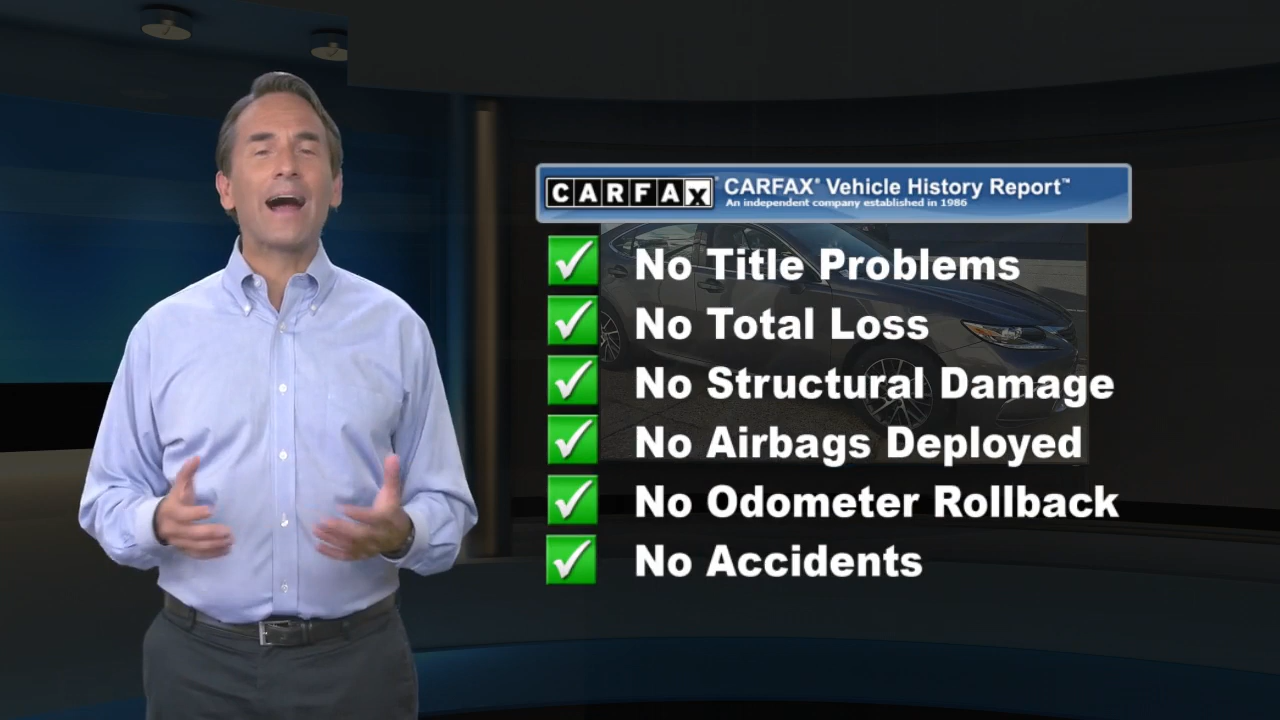 CARFAX® CARFAX® Vehicle History Report™
An independent company established in 1986
No Title Problems
No Total Loss
No Structural Damage
No Airbags Deployed
No Odometer Rollback
No Accidents